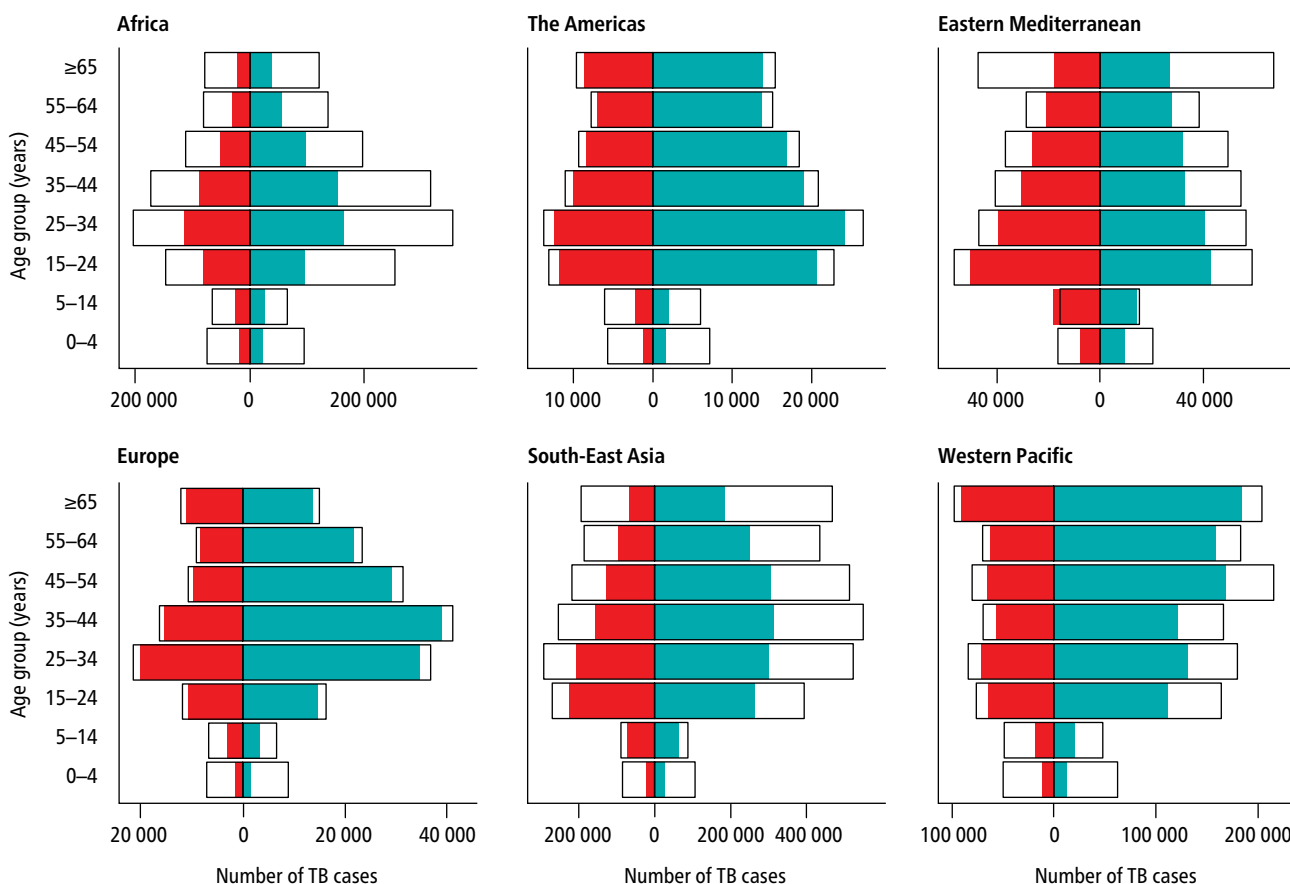 Africa
The Americas
Eastern Mediterranean
Age group (years)
≥65
55–64
45–54
35–44
25–34
15–24
5–14
0–4
200 000 0 200 000
10 000 0 10 000 20 000
40 000 0 40 000
Europe
South-East Asia
Western Pacific
Age group (years)
≥65
55–64
45–54
35–44
25–34
15–24
5–14
0–4
20 000 0 20 000 40 000
200 000 0 200 000 400 000
100 000 0 100 000 200 000
Number of TB cases
Number of TB cases
Number of TB cases